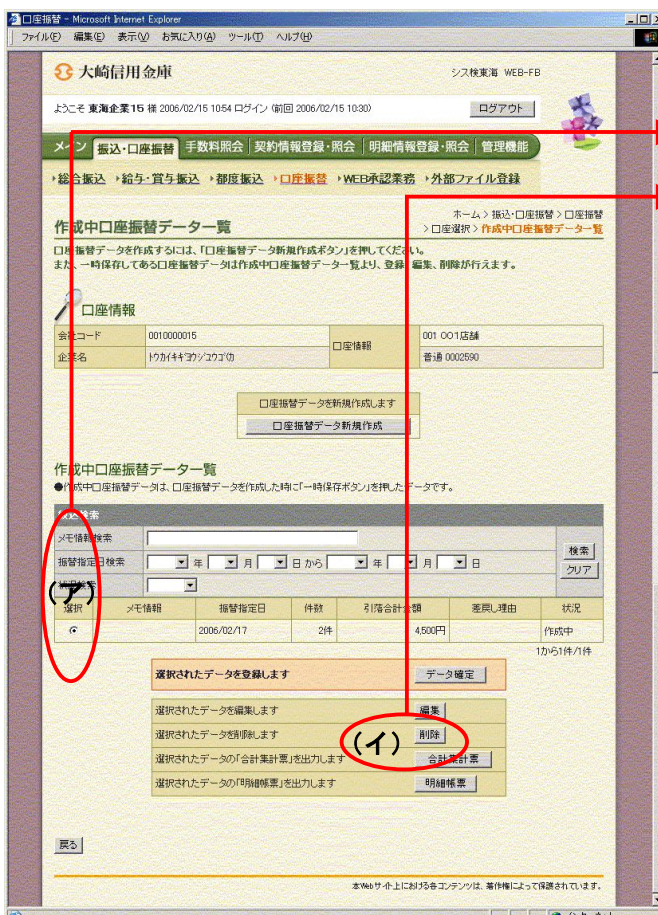 口座振替 - Microsoft Internet Explorer
ファイル(F) 編集(E) 表示(V) お気に入り(A) ツール(T) ヘルプ(H)
大崎信用金庫
シス検東海 WEB-FB
ようこそ 東海企業15 様 2006/02/15 10:54 ログイン (前回 2006/02/15 10:30)
ログアウト
メイン 振込・口座振替 手数料照会 契約情報登録・照会 明細情報登録・照会 管理機能
総合振込 給与・賞与振込 都度振込 口座振替 WEB承認業務 外部ファイル登録
作成中口座振替データ一覧
ホーム > 振込・口座振替 > 口座振替
> 口座選択 > 作成中口座振替データ一覧
口座振替データを作成するには、「口座振替データ新規作成ボタン」を押してください。
また、一時保存してある口座振替データは作成中口座振替データ一覧より、登録、編集、削除が行えます。
口座情報
会社コード 0010000015 口座情報 001 001店舗
企業名 トウカイキギョウジュウゴ(カ 普通 0002590
口座振替データを新規作成します
口座振替データ新規作成
作成中口座振替データ一覧
●作成中口座振替データは、口座振替データを作成した時に「一時保存ボタン」を押したデータです。
メモ情報検索
振替指定日検索 年 月 日 から 年 月 日
検索
クリア
(ア)
選択 メモ情報 振替指定日 件数 引落合計金額 差戻し理由 状況
2006/02/17 2件 4,500円 作成中
1から1件/1件
選択されたデータを登録します データ確定
選択されたデータを編集します 編集
選択されたデータを削除します 削除
(イ)
選択されたデータの「合計集計票」を出力します 合計集計票
選択されたデータの「明細帳票」を出力します 明細帳票
戻る
本Webサイト上における各コンテンツは、著作権によって保護されています。